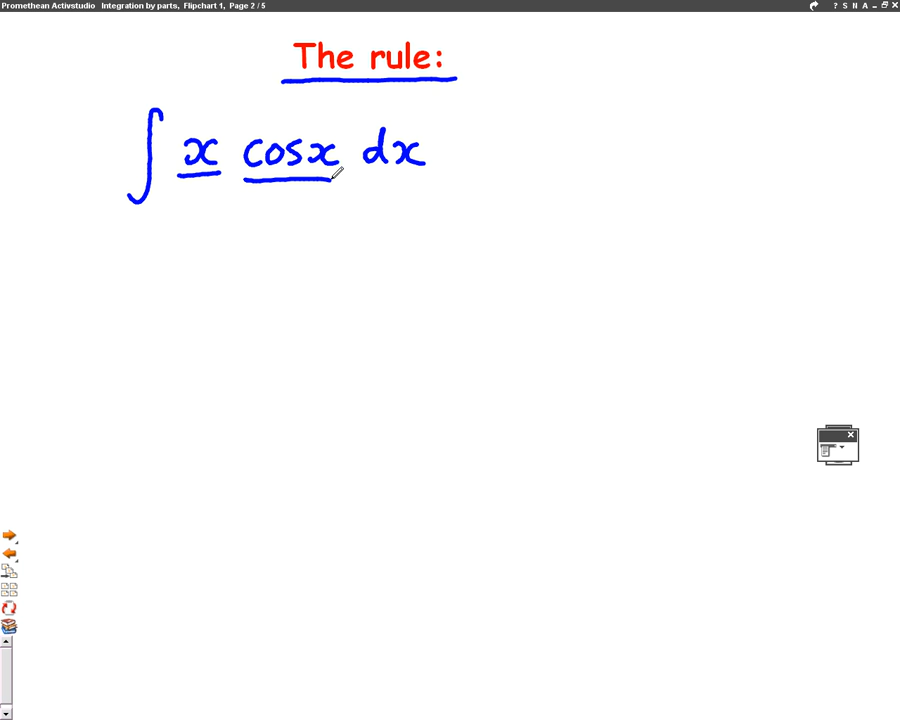 Promethean Activstudio Integration by parts, Flipchart 1, Page 2 / 5
? S N A
The rule:
∫ x cosx dx